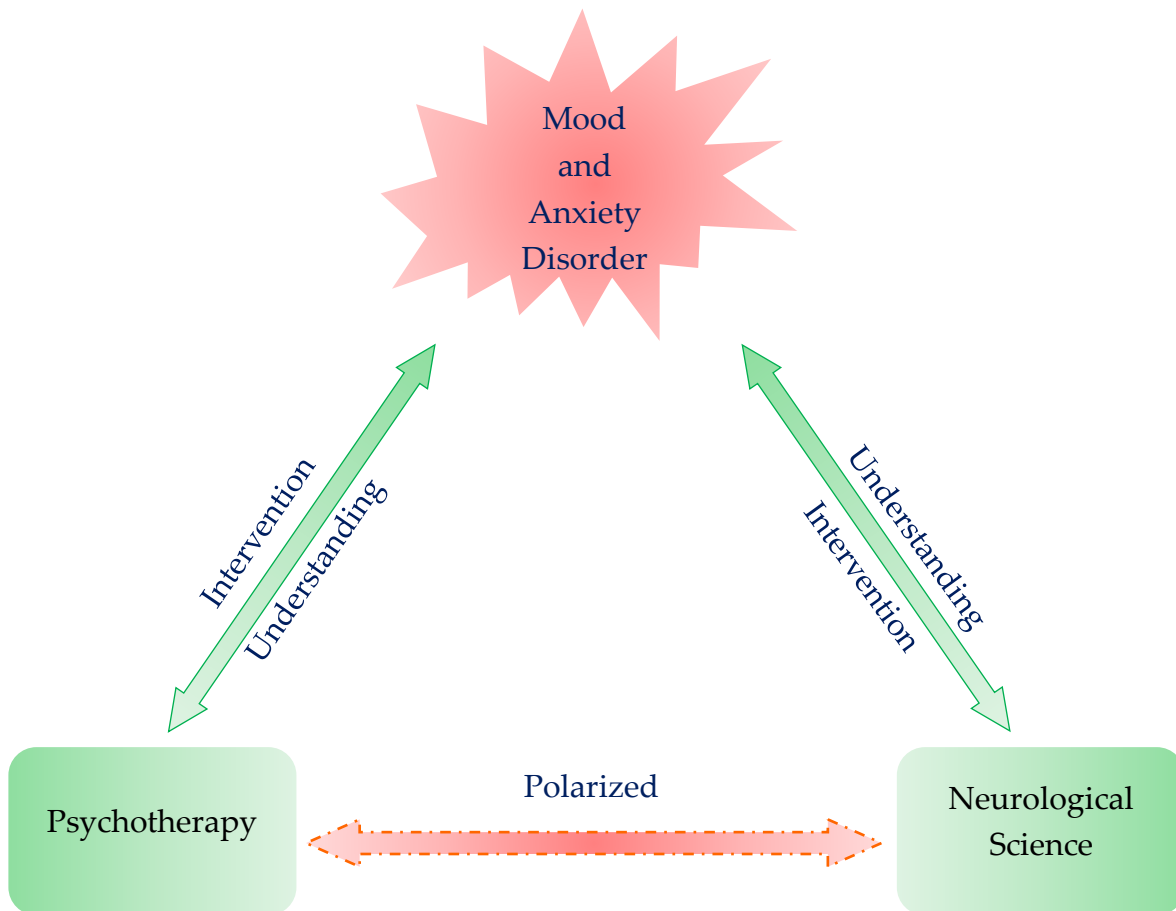 Mood
and
Anxiety
Disorder
Intervention
Understanding
Understanding
Intervention
Polarized
Psychotherapy
Neurological
Science